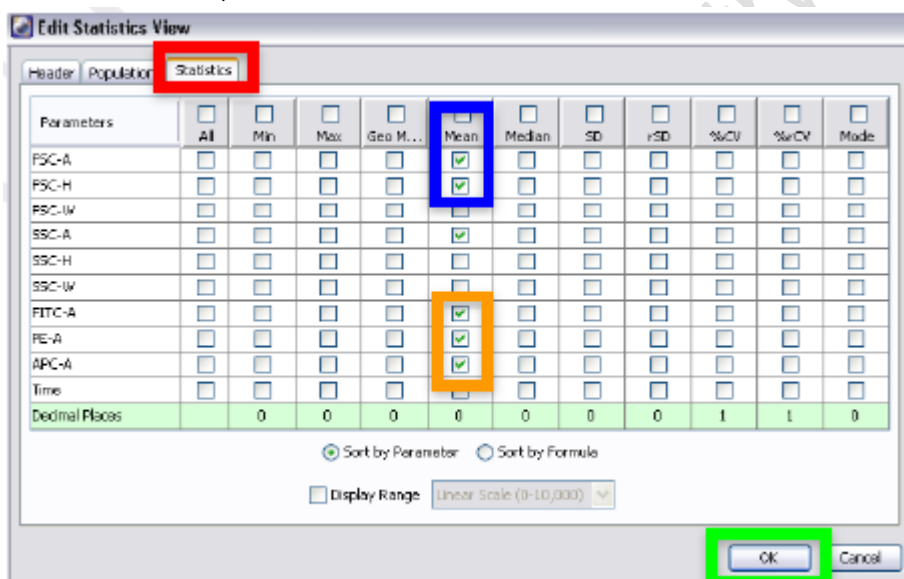 Edit Statistics View
Header Population Statistics
Parameters All Min Max Geo M... Mean Median SD rSD %CV %rCV Mode
FSC-A
FSC-H
FSC-W
SSC-A
SSC-H
SSC-W
FITC-A
PE-A
APC-A
Time
Decimal Places 0 0 0 0 0 0 0 1 1 0
Sort by Parameter Sort by Formula
Display Range Linear Scale (0-10,000)
OK Cancel